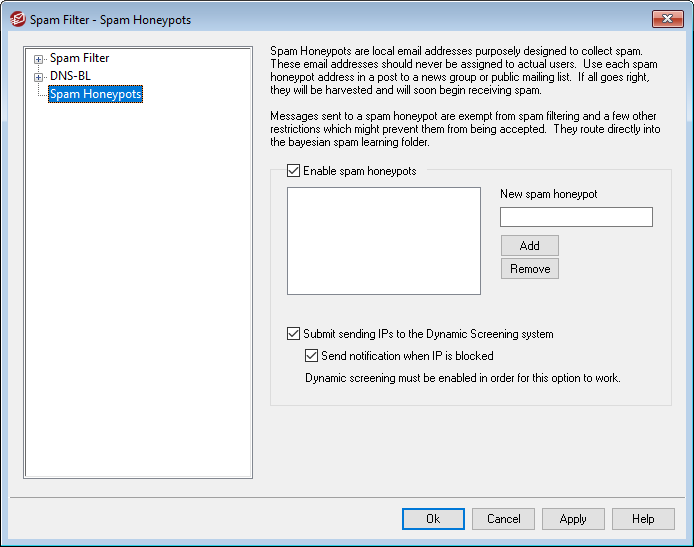 Spam Filter - Spam Honeypots
Spam Filter
DNS-BL
Spam Honeypots
Spam Honeypots are local email addresses purposely designed to collect spam.
These email addresses should never be assigned to actual users.  Use each spam
honeypot address in a post to a news group or public mailing list.  If all goes right,
they will be harvested and will soon begin receiving spam.
Messages sent to a spam honeypot are exempt from spam filtering and a few other
restrictions which might prevent them from being accepted.  They route directly into
the bayesian spam learning folder.
Enable spam honeypots
New spam honeypot
Add
Remove
Submit sending IPs to the Dynamic Screening system
Send notification when IP is blocked
Dynamic screening must be enabled in order for this option to work.
Ok
Cancel
Apply
Help